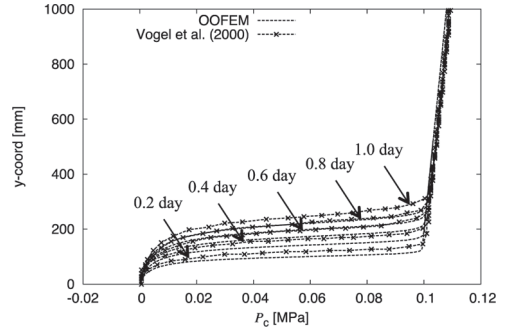 OOFEM
Vogel et al. (2000)
1000
800
600
400
200
0
y-coord [mm]
0.2 day
0.4 day
0.6 day
0.8 day
1.0 day
-0.02
0
0.02
0.04
0.06
0.08
0.1
0.12
Pc [MPa]